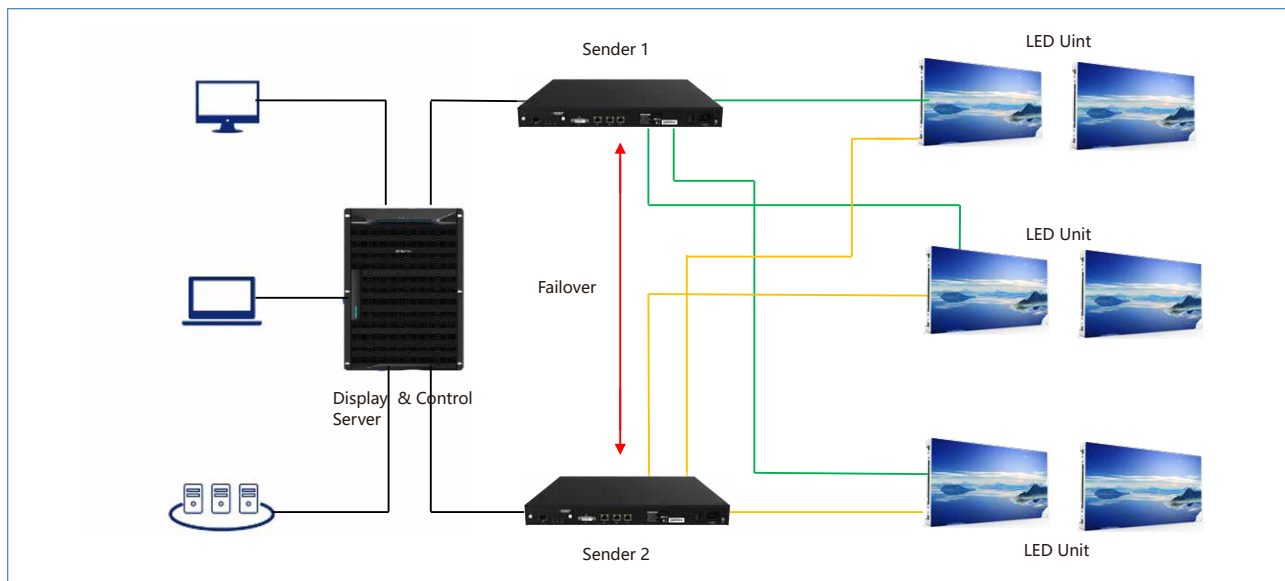 Sender 1
LED Uint
LED Unit
Failover
Display & Control
Server
Sender 2
LED Unit